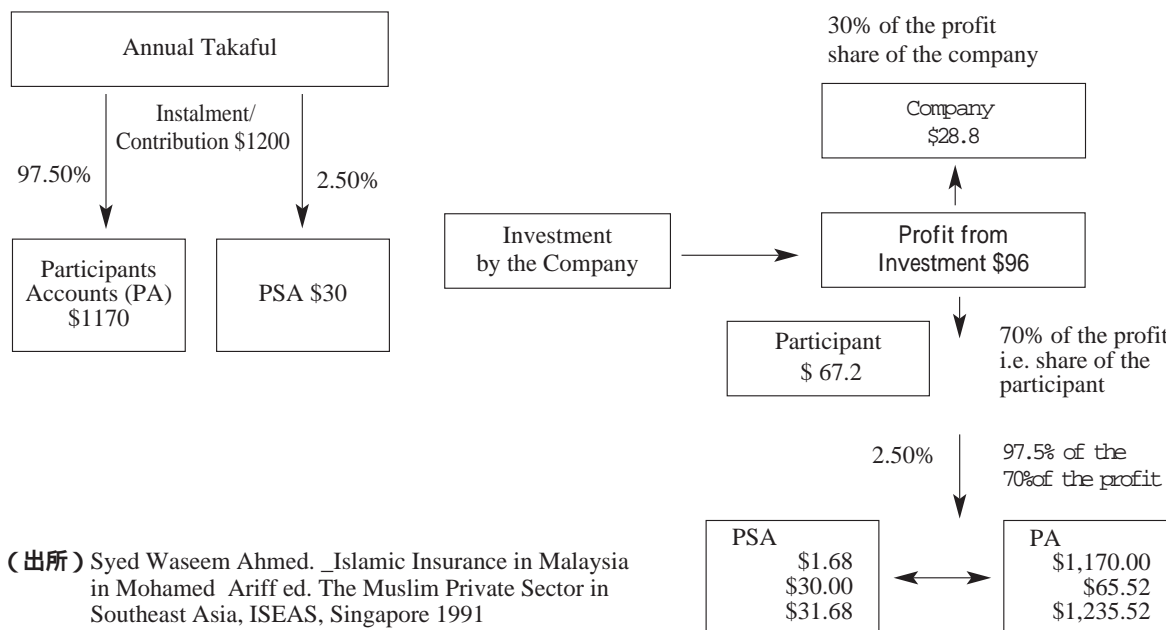 Annual Takaful
Instalment/
Contribution $1200
97.50%
2.50%
Participants
Accounts (PA)
$1170
PSA $30
Investment
by the Company
30% of the profit
share of the company
Company
$28.8
Profit from
Investment $96
Participant
$ 67.2
70% of the profit
i.e. share of the
participant
2.50%
97.5% of the
70%of the profit
PSA
$1.68
$30.00
$31.68
PA
$1,170.00
$65.52
$1,235.52
(出所) Syed Waseem Ahmed. _Islamic Insurance in Malaysia
in Mohamed Ariff ed. The Muslim Private Sector in
Southeast Asia, ISEAS, Singapore 1991